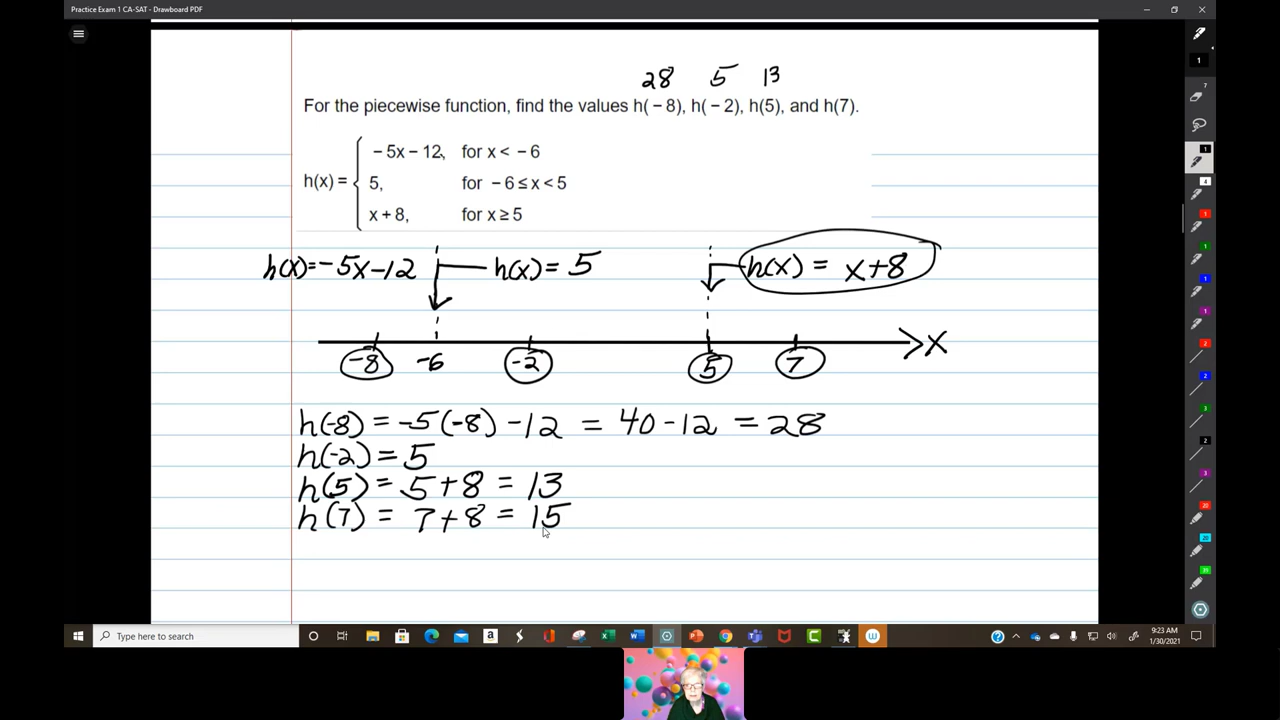 Practice Exam 1 CA-SAT - Drawboard PDF
28 5 13
For the piecewise function, find the values h( − 8), h( − 2), h(5), and h(7).
h(x) =
− 5x − 12, for x < − 6
5, for − 6 ≤ x < 5
x + 8, for x ≥ 5
h(x)=-5x-12 h(x) = 5 h(x) = x+8
-8 -6 -2 5 7 X
h(-8) = -5(-8) -12 = 40 -12 = 28
h(-2) = 5
h(5) = 5+8 = 13
h(7) = 7+8 = 15
Type here to search
9:23 AM
1/30/2021